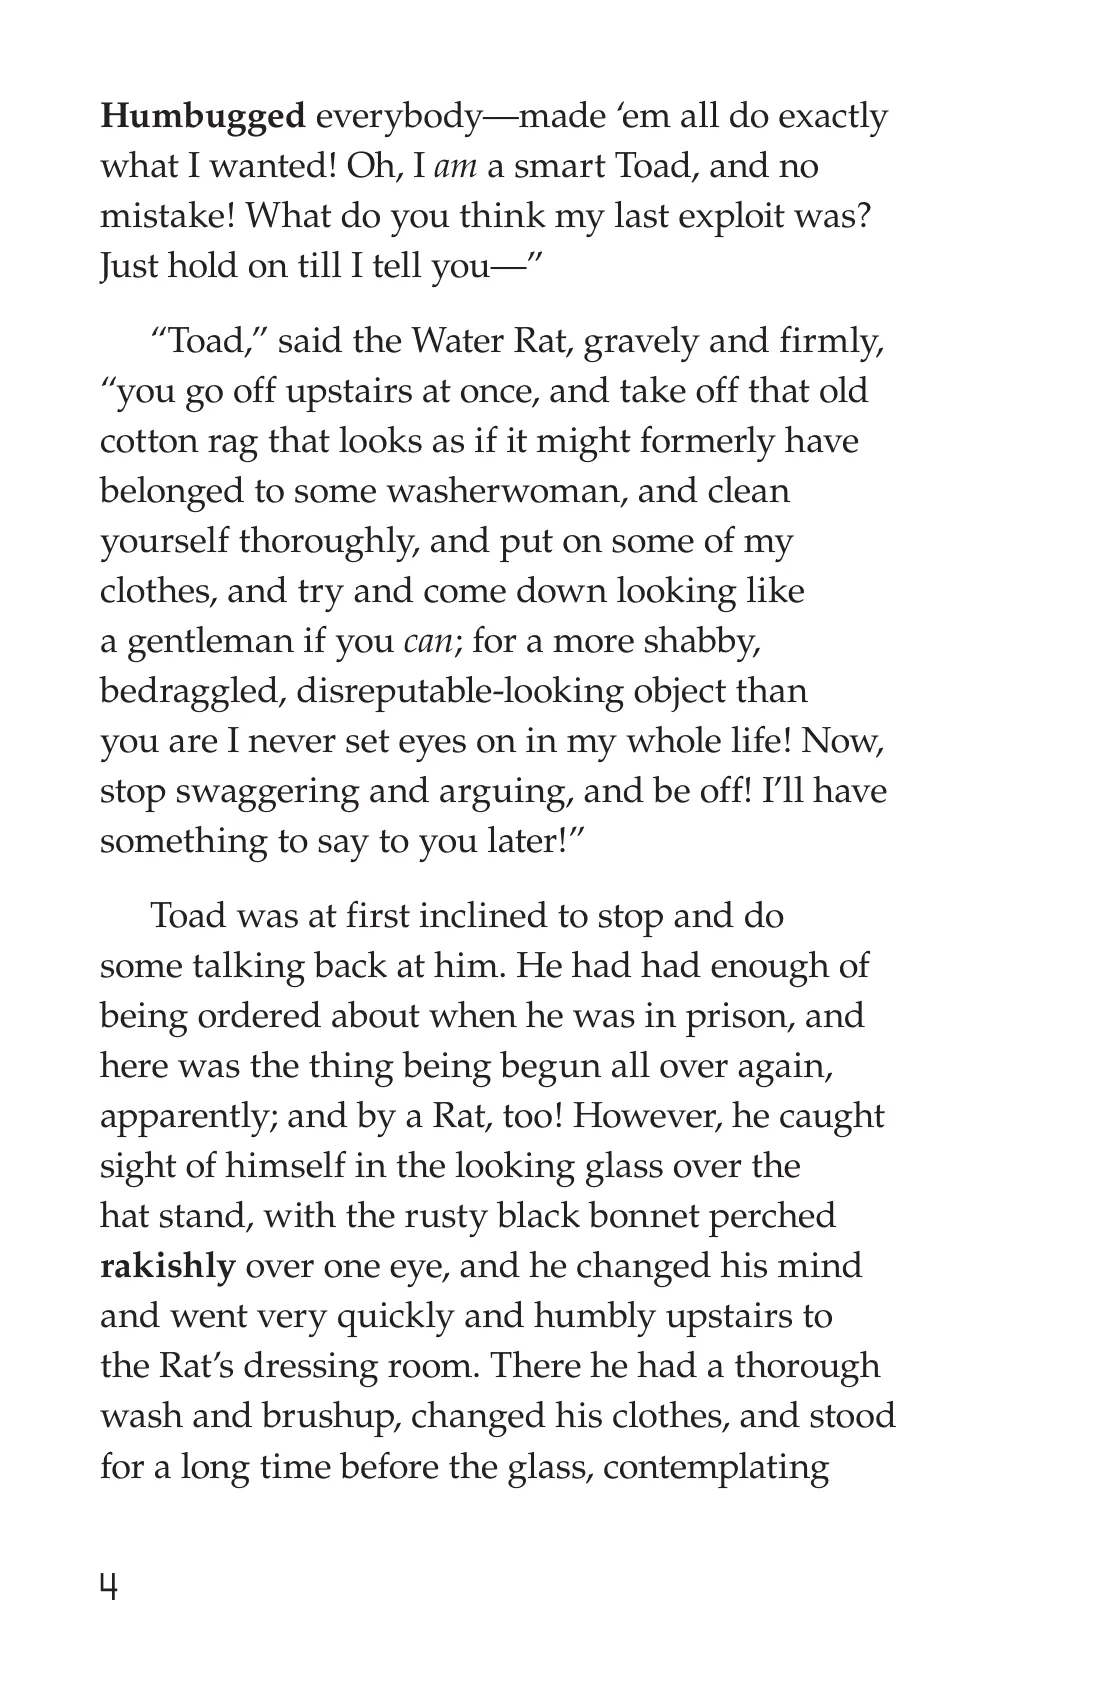 Humbugged everybody—made ‘em all do exactly
what I wanted! Oh, I am a smart Toad, and no
mistake! What do you think my last exploit was?
Just hold on till I tell you—”
“Toad,” said the Water Rat, gravely and firmly,
“you go off upstairs at once, and take off that old
cotton rag that looks as if it might formerly have
belonged to some washerwoman, and clean
yourself thoroughly, and put on some of my
clothes, and try and come down looking like
a gentleman if you can; for a more shabby,
bedraggled, disreputable-looking object than
you are I never set eyes on in my whole life! Now,
stop swaggering and arguing, and be off! I’ll have
something to say to you later!”
Toad was at first inclined to stop and do
some talking back at him. He had had enough of
being ordered about when he was in prison, and
here was the thing being begun all over again,
apparently; and by a Rat, too! However, he caught
sight of himself in the looking glass over the
hat stand, with the rusty black bonnet perched
rakishly over one eye, and he changed his mind
and went very quickly and humbly upstairs to
the Rat’s dressing room. There he had a thorough
wash and brushup, changed his clothes, and stood
for a long time before the glass, contemplating
4